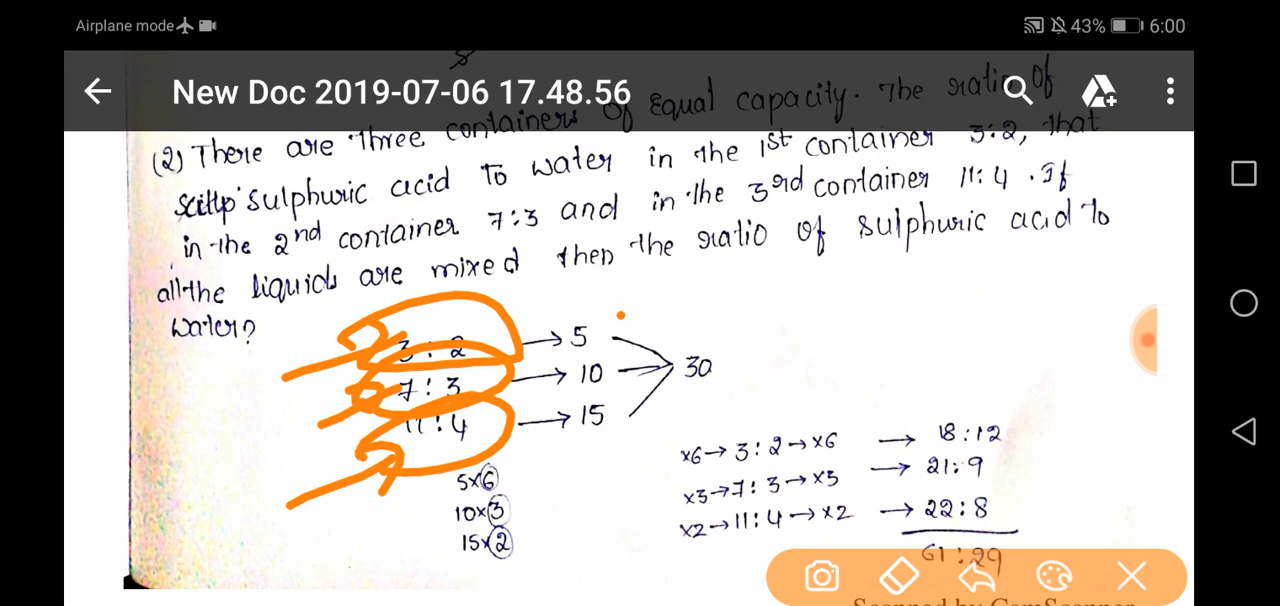 Airplane mode
43% 6:00
New Doc 2019-07-06 17.48.56
(2) There are three containers of Equal capacity. The ratio of
sulphuric acid to water in the 1st container 3:2, that
in the 2nd container 7:3 and in the 3rd container 11:4. If
all the liquids are mixed then the ratio of sulphuric acid to
water?
3:2 → 5
7:3 → 10 → 30
11:4 → 15
5×6
10×3
15×2
×6→3:2→×6 → 18:12
×3→7:3→×3 → 21:9
×2→11:4→×2 → 22:8
61:29
Scanned by CamScanner